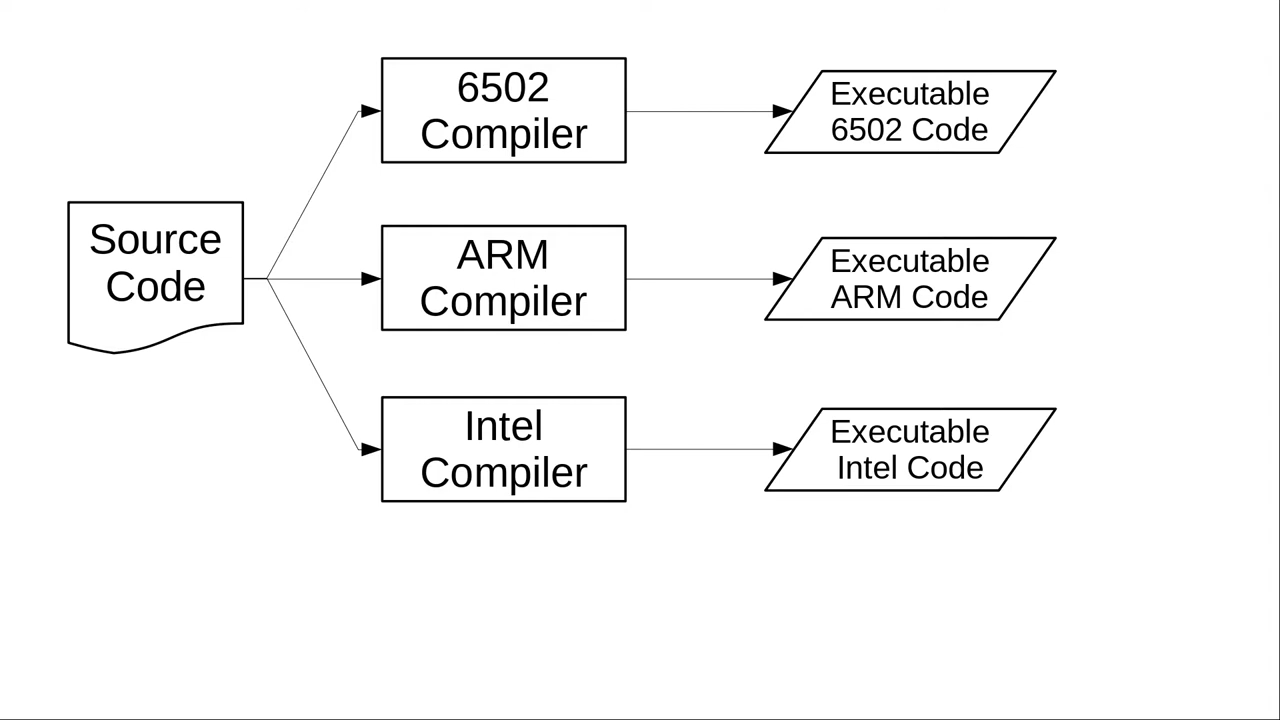 Source
Code
6502
Compiler
Executable
6502 Code
ARM
Compiler
Executable
ARM Code
Intel
Compiler
Executable
Intel Code